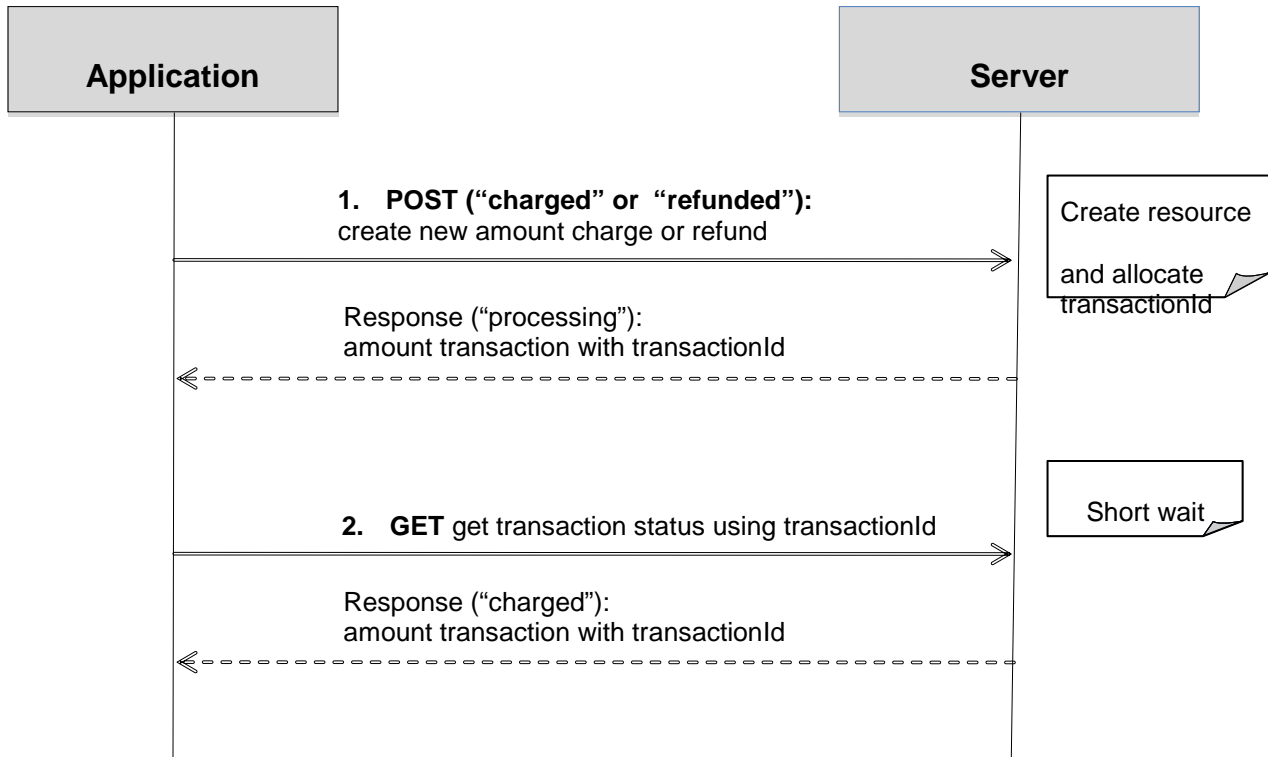 Application
Server
1. POST (“charged” or “refunded”):
create new amount charge or refund
Create resource
and allocate
transactionId
Response (“processing”):
amount transaction with transactionId
Short wait
2. GET get transaction status using transactionId
Response (“charged”):
amount transaction with transactionId